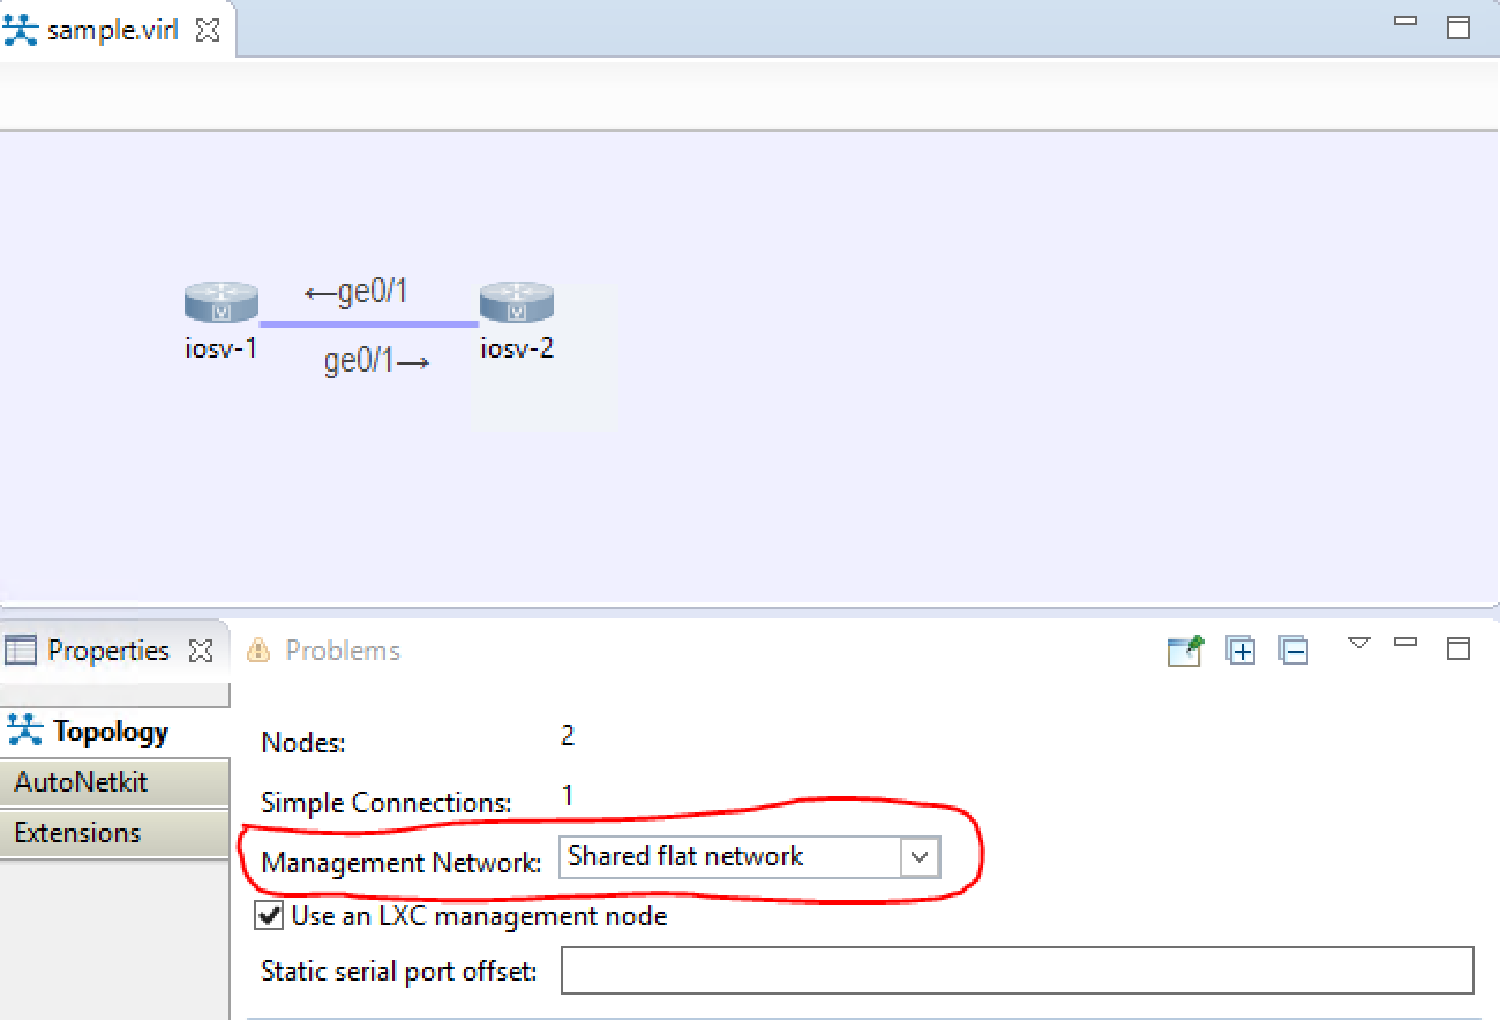 sample.virl
←ge0/1
iosv-1 iosv-2
ge0/1→
Properties Problems
Topology
AutoNetkit
Extensions
Nodes: 2
Simple Connections: 1
Management Network: Shared flat network
Use an LXC management node
Static serial port offset: